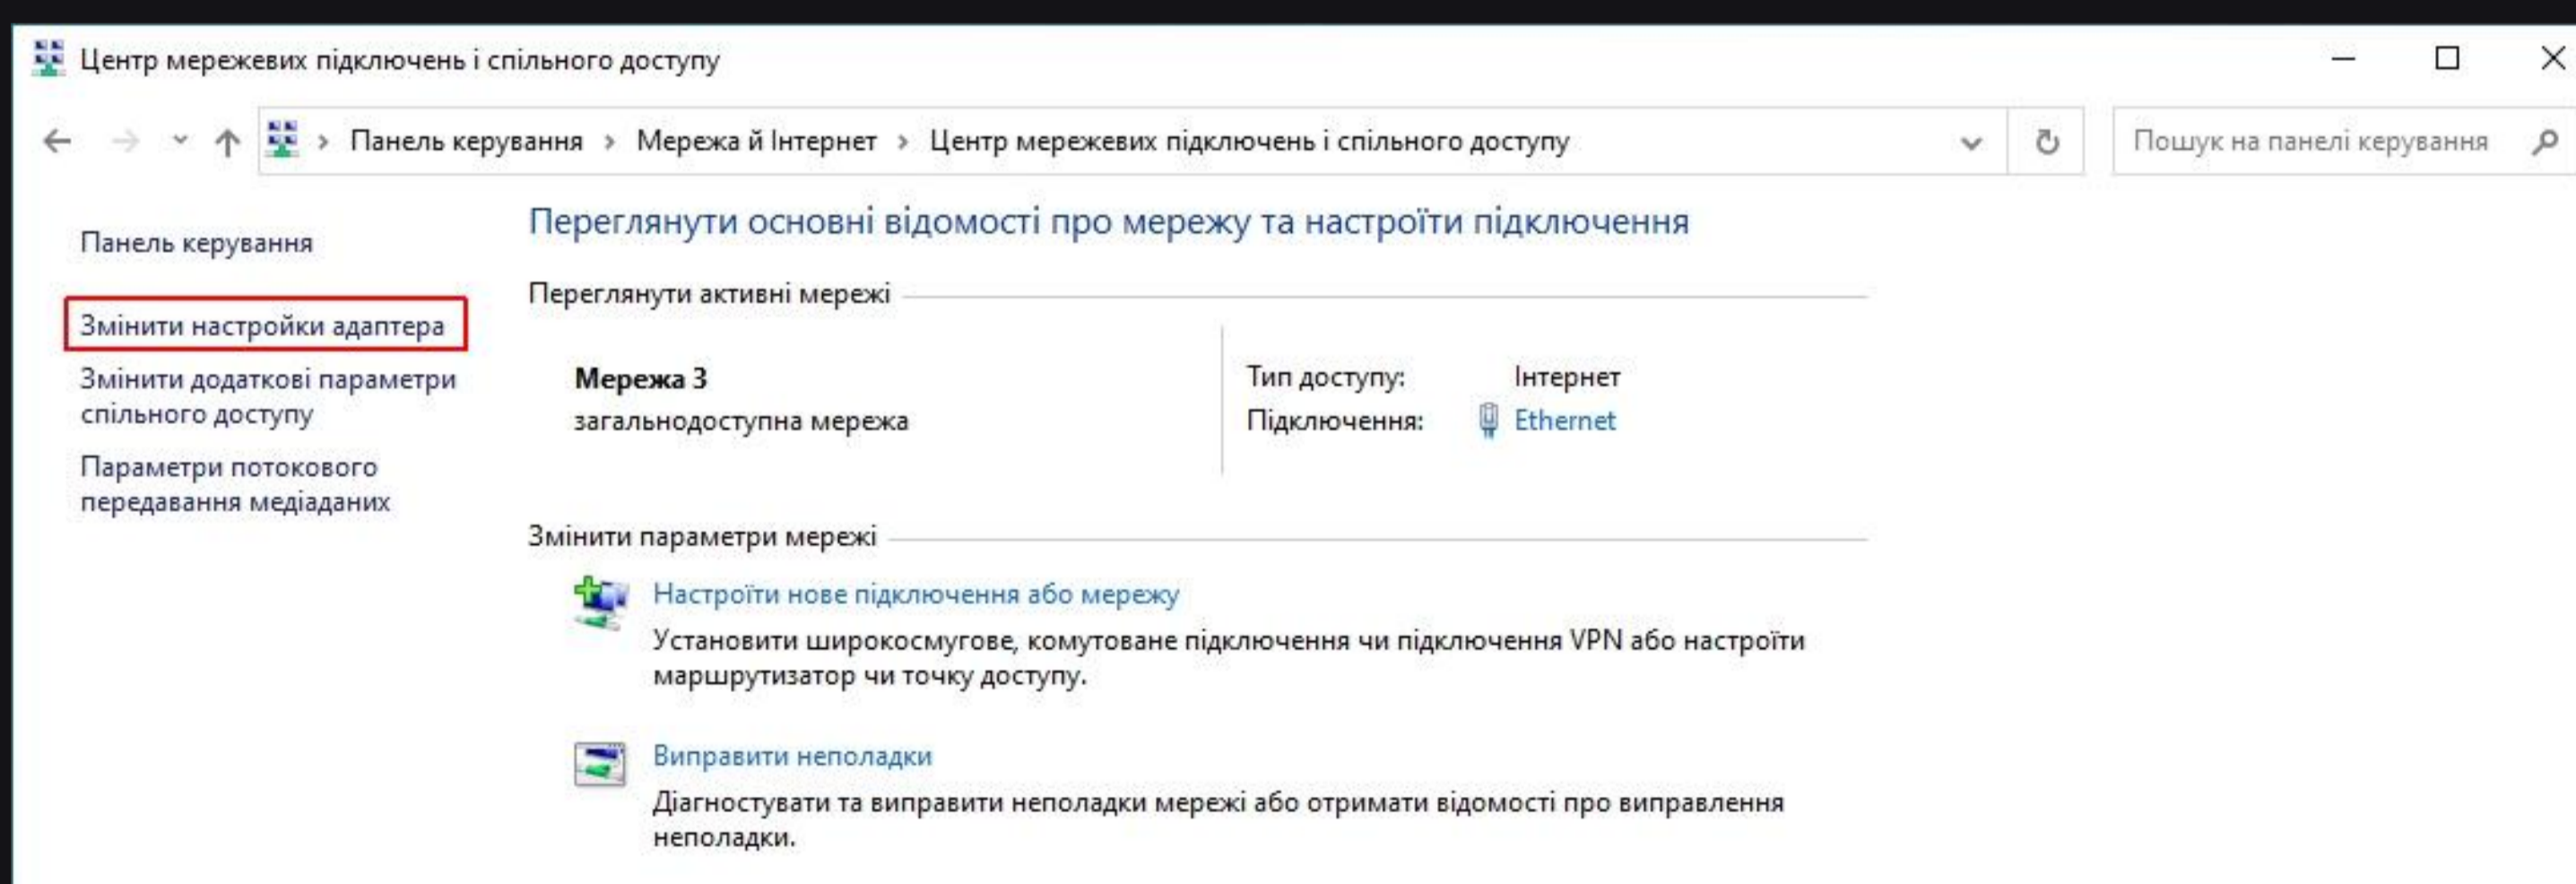 Центр мережевих підключень і спільного доступу
Панель керування › Мережа й Інтернет › Центр мережевих підключень і спільного доступу
Пошук на панелі керування
Панель керування
Змінити настройки адаптера
Змінити додаткові параметри
спільного доступу
Параметри потокового
передавання медіаданих
Переглянути основні відомості про мережу та настроїти підключення
Переглянути активні мережі
Мережа 3
загальнодоступна мережа
Тип доступу: Інтернет
Підключення: Ethernet
Змінити параметри мережі
Настроїти нове підключення або мережу
Установити широкосмугове, комутоване підключення чи підключення VPN або настроїти
маршрутизатор чи точку доступу.
Виправити неполадки
Діагностувати та виправити неполадки мережі або отримати відомості про виправлення
неполадки.